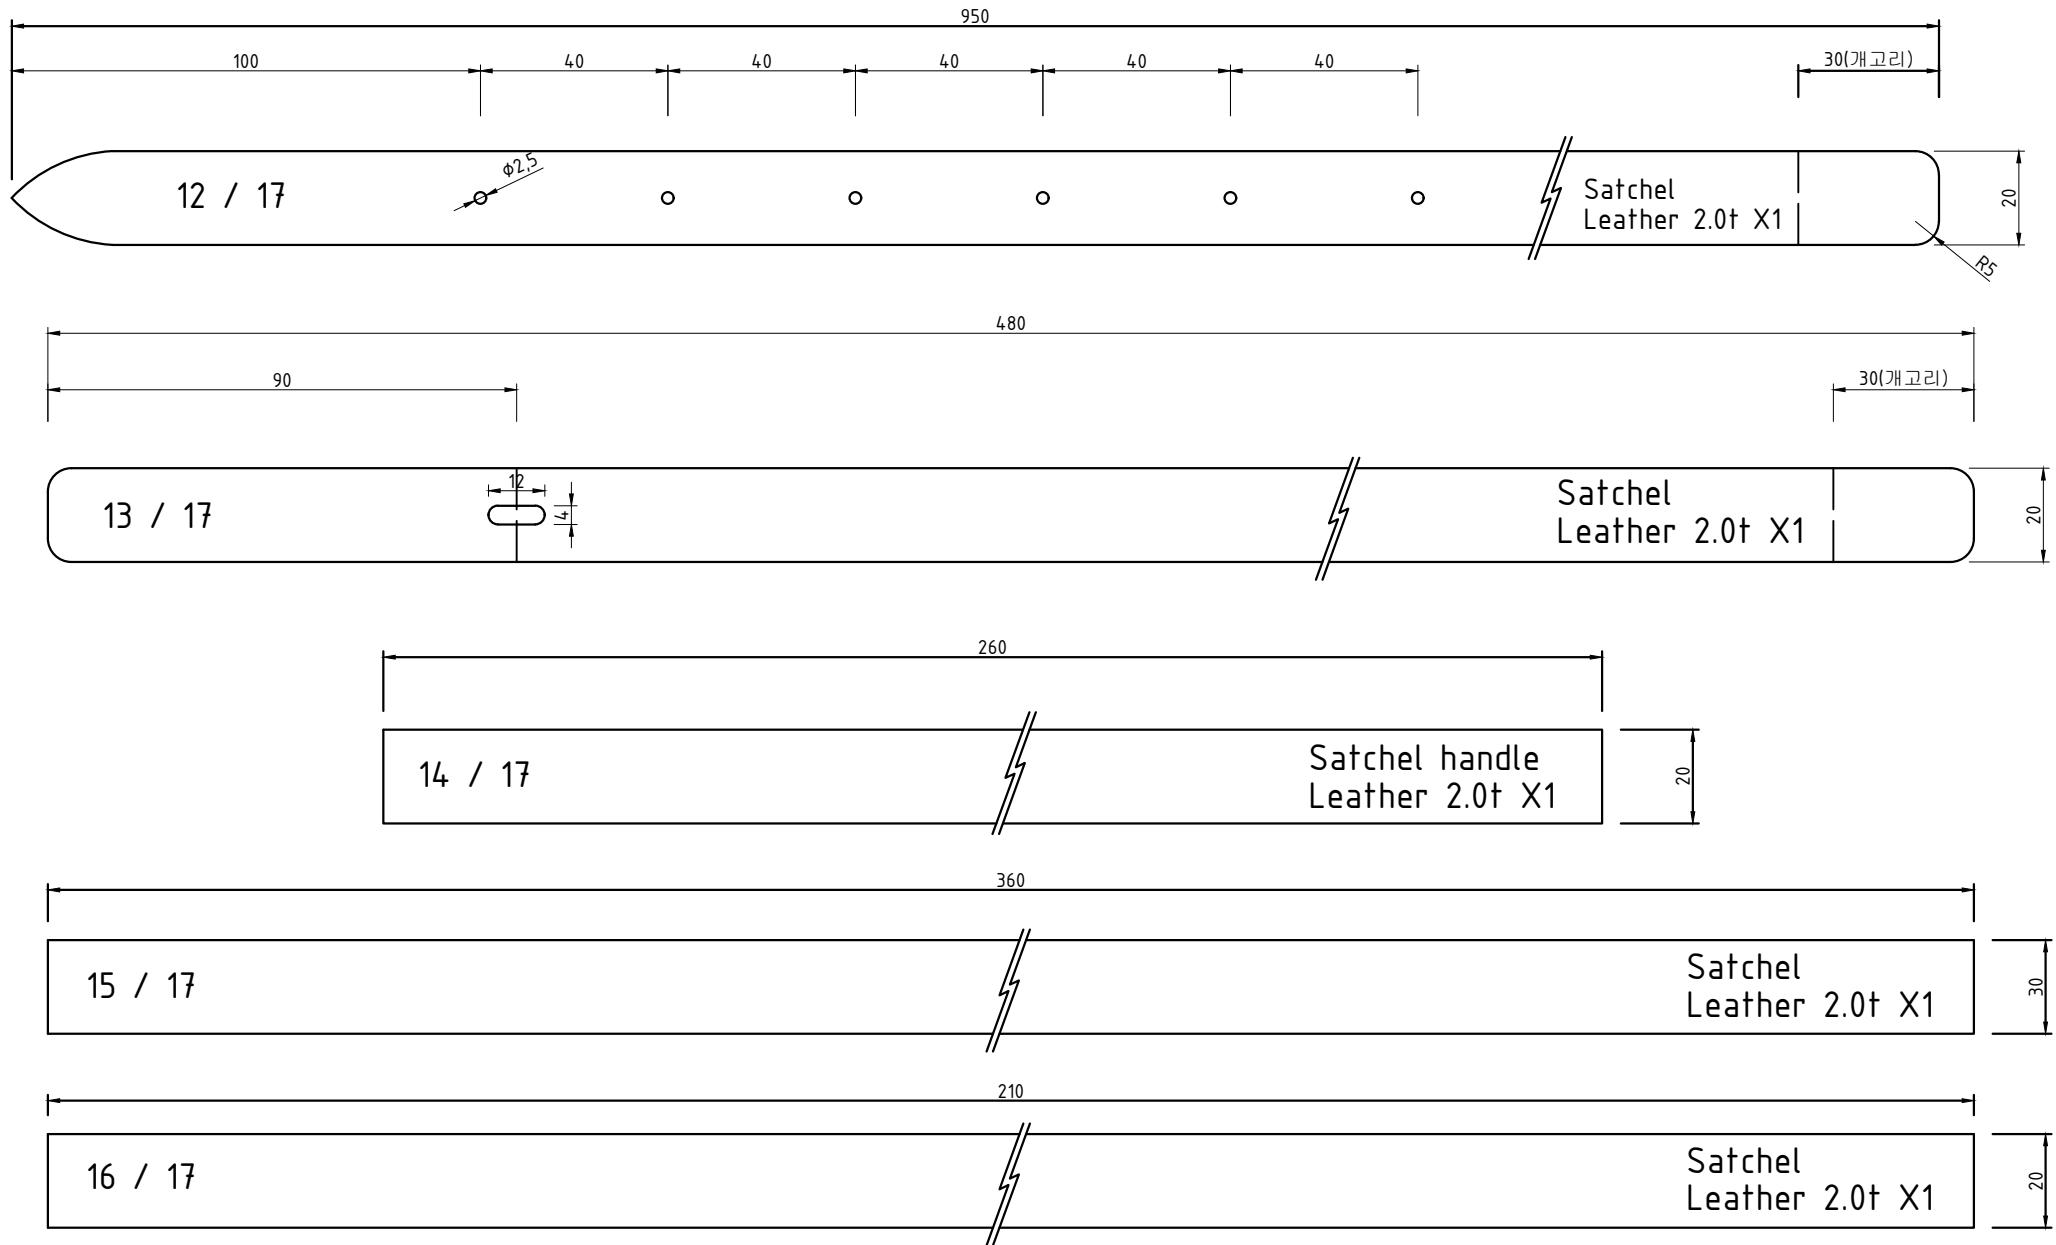 950
100 40 40 40 40 40 30(개고리)
12 / 17
Φ2,5
Satchel
Leather 2.0t X1
20
R5
480
90 30(개고리)
13 / 17
12
4
Satchel
Leather 2.0t X1
20
260
14 / 17
Satchel handle
Leather 2.0t X1
20
360
15 / 17
Satchel
Leather 2.0t X1
30
210
16 / 17
Satchel
Leather 2.0t X1
20